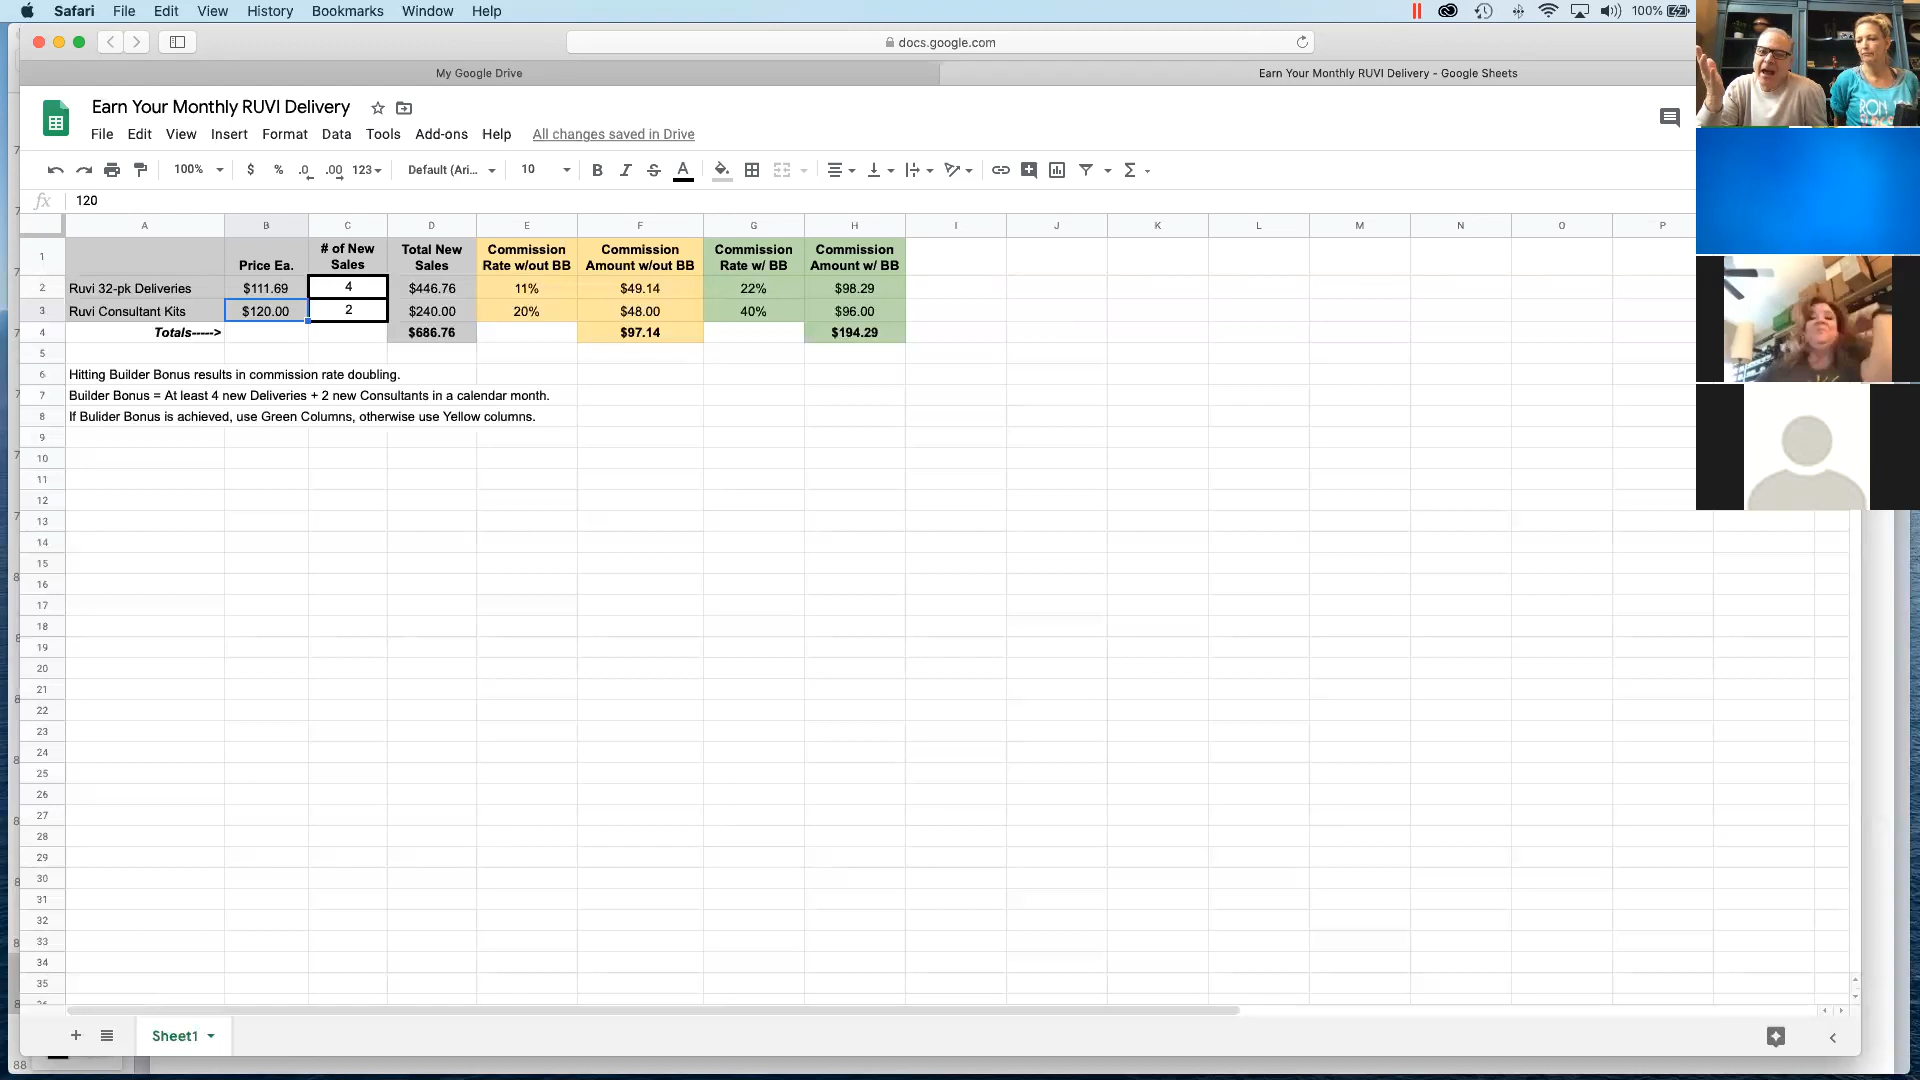 Safari File Edit View History Bookmarks Window Help 100%
docs.google.com
My Google Drive Earn Your Monthly RUVI Delivery - Google Sheets
Earn Your Monthly RUVI Delivery
File Edit View Insert Format Data Tools Add-ons Help All changes saved in Drive
100% $ % .0 .00 123 Default (Ari... 10 B I S A
fx 120
A B C D E F G H I J K L M N O P
1 Price Ea. # of New Sales Total New Sales Commission Rate w/out BB Commission Amount w/out BB Commission Rate w/ BB Commission Amount w/ BB
2 Ruvi 32-pk Deliveries $111.69 4 $446.76 11% $49.14 22% $98.29
3 Ruvi Consultant Kits $120.00 2 $240.00 20% $48.00 40% $96.00
4 Totals-----> $686.76 $97.14 $194.29
5
6 Hitting Builder Bonus results in commission rate doubling.
7 Builder Bonus = At least 4 new Deliveries + 2 new Consultants in a calendar month.
8 If Bulider Bonus is achieved, use Green Columns, otherwise use Yellow columns.
9
10
11
12
13
14
15
16
17
18
19
20
21
22
23
24
25
26
27
28
29
30
31
32
33
34
35
Sheet1
88